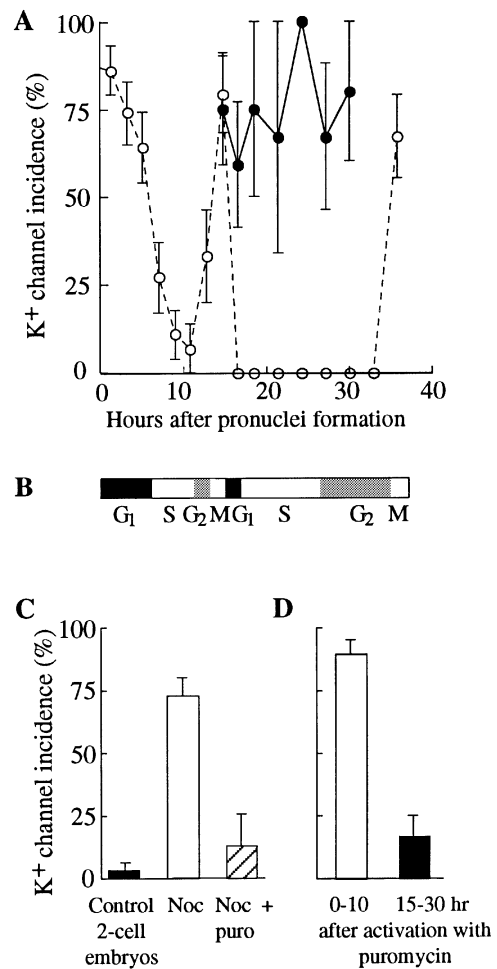 A
K+ channel incidence (%)
100
75
50
25
0
0 10 20 30 40
Hours after pronuclei formation
B
G1 S G2 M G1 S G2 M
C
K+ channel incidence (%)
100
75
50
25
0
Control 2-cell embryos
Noc
Noc + puro
D
0-10
15-30 hr
after activation with
puromycin